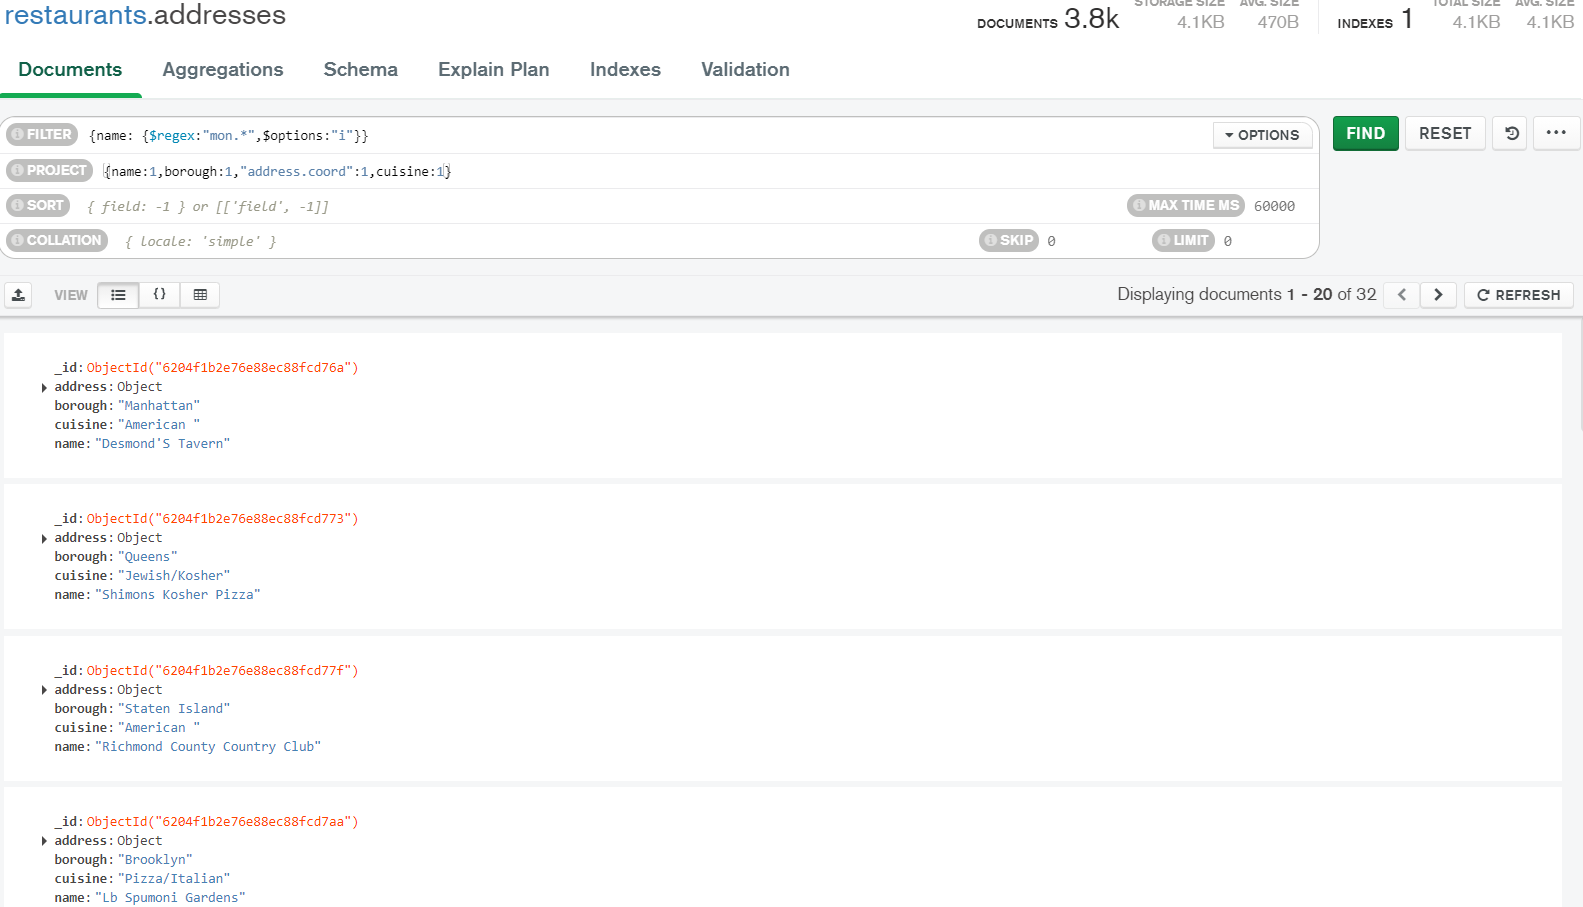 restaurants.addresses
DOCUMENTS 3.8k STORAGE SIZE 4.1KB AVG. SIZE 470B INDEXES 1 TOTAL SIZE 4.1KB AVG. SIZE 4.1KB
Documents Aggregations Schema Explain Plan Indexes Validation
FILTER {name: {$regex:"mon.*",$options:"i"}} OPTIONS FIND RESET
PROJECT {name:1,borough:1,"address.coord":1,cuisine:1}
SORT { field: -1 } or [['field', -1]] MAX TIME MS 60000
COLLATION { locale: 'simple' } SKIP 0 LIMIT 0
VIEW {} Displaying documents 1 - 20 of 32 < > REFRESH
_id: ObjectId("6204f1b2e76e88ec88fcd76a")
address: Object
borough: "Manhattan"
cuisine: "American "
name: "Desmond'S Tavern"
_id: ObjectId("6204f1b2e76e88ec88fcd773")
address: Object
borough: "Queens"
cuisine: "Jewish/Kosher"
name: "Shimons Kosher Pizza"
_id: ObjectId("6204f1b2e76e88ec88fcd77f")
address: Object
borough: "Staten Island"
cuisine: "American "
name: "Richmond County Country Club"
_id: ObjectId("6204f1b2e76e88ec88fcd7aa")
address: Object
borough: "Brooklyn"
cuisine: "Pizza/Italian"
name: "Lb Spumoni Gardens"